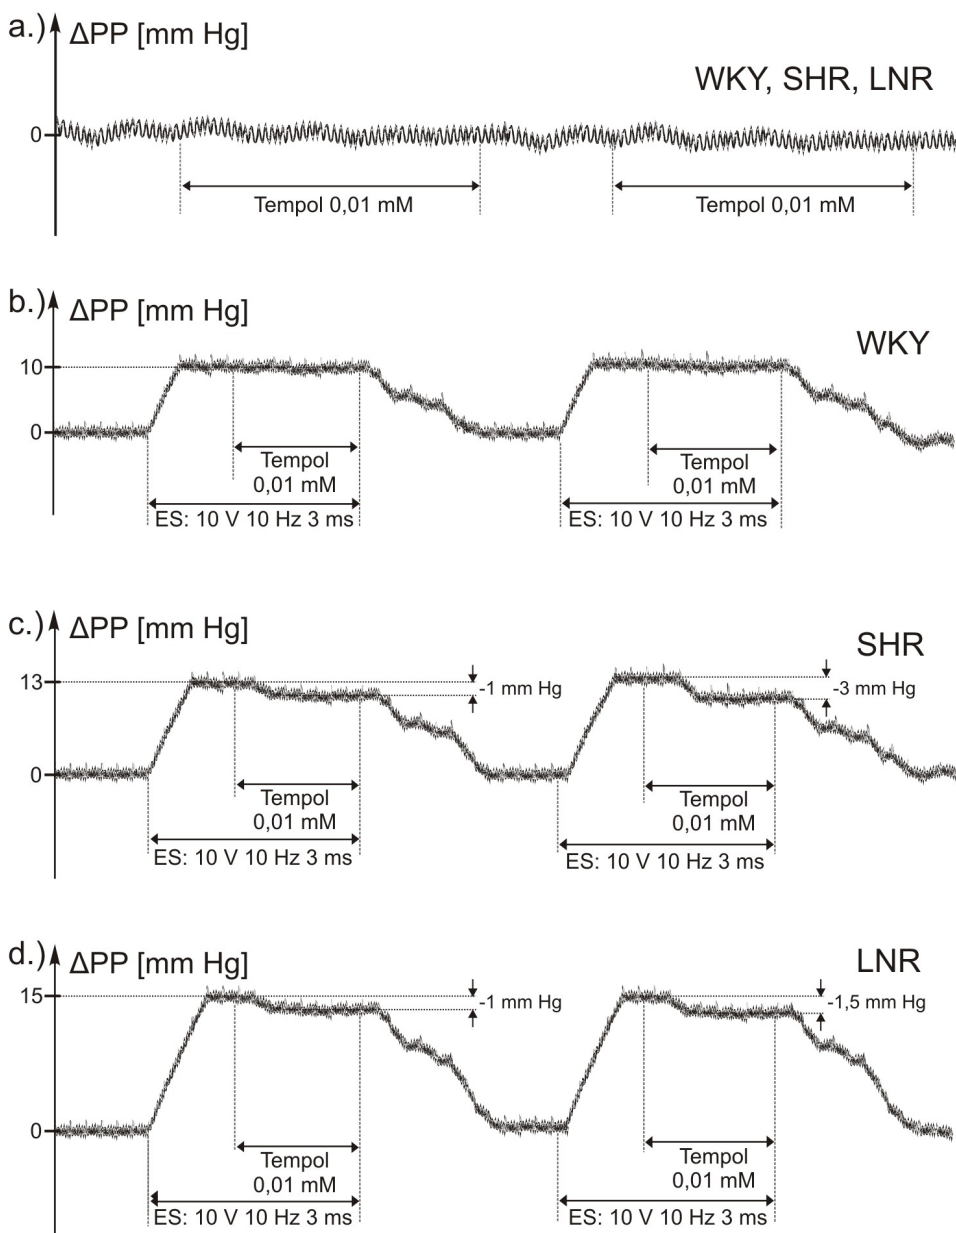 a.) ΔPP [mm Hg]
WKY, SHR, LNR
0
Tempol 0,01 mM
Tempol 0,01 mM
b.) ΔPP [mm Hg]
WKY
10
0
Tempol
0,01 mM
Tempol
0,01 mM
ES: 10 V 10 Hz 3 ms
ES: 10 V 10 Hz 3 ms
c.) ΔPP [mm Hg]
SHR
13
-1 mm Hg
-3 mm Hg
0
Tempol
0,01 mM
Tempol
0,01 mM
ES: 10 V 10 Hz 3 ms
ES: 10 V 10 Hz 3 ms
d.) ΔPP [mm Hg]
LNR
15
-1 mm Hg
-1,5 mm Hg
0
Tempol
0,01 mM
Tempol
0,01 mM
ES: 10 V 10 Hz 3 ms
ES: 10 V 10 Hz 3 ms